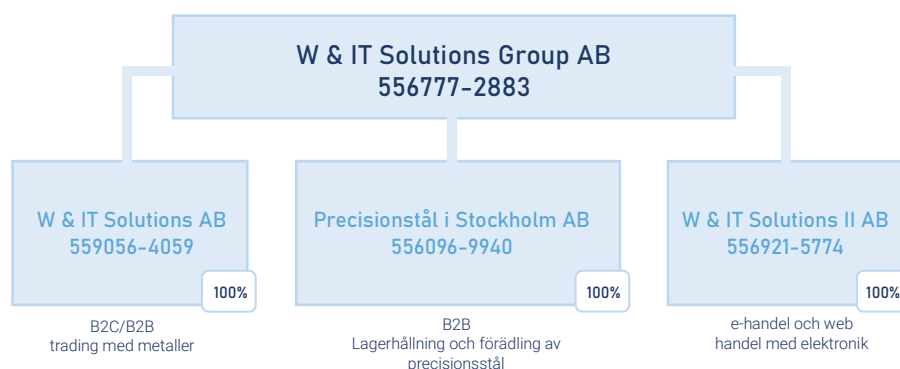 W & IT Solutions Group AB
556777-2883
W & IT Solutions AB
559056-4059
100%
B2C/B2B
trading med metaller
Precisionstål i Stockholm AB
556096-9940
100%
B2B
Lagerhållning och förädling av
precisionsstål
W & IT Solutions II AB
556921-5774
100%
e-handel och web
handel med elektronik